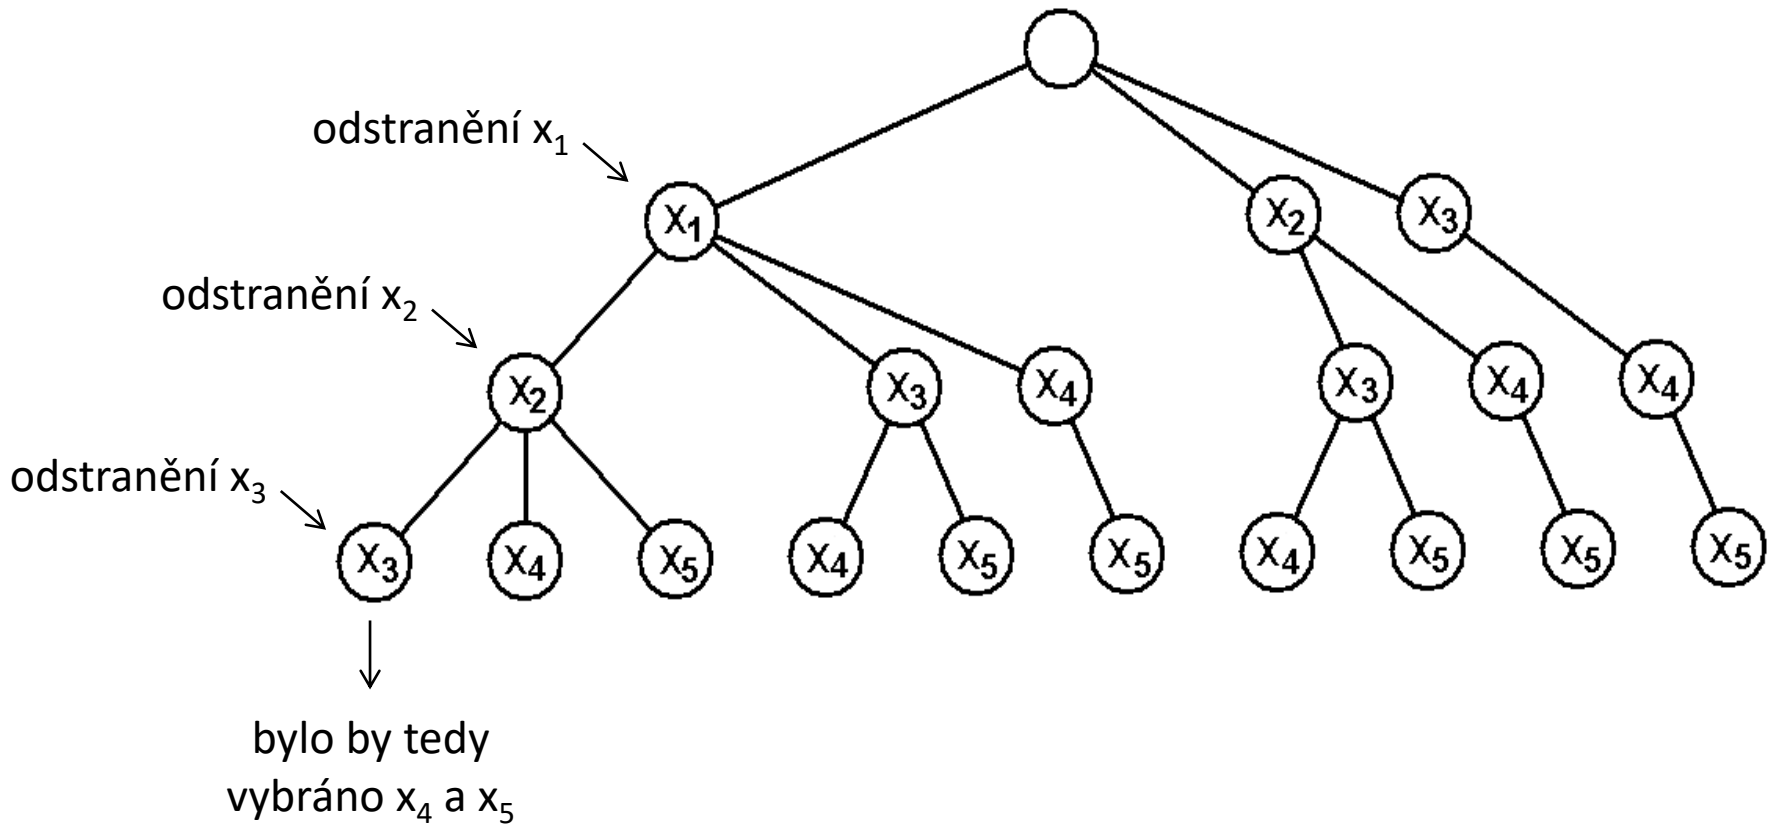 odstranění x₁
x₁ x₂ x₃
odstranění x₂
x₂ x₃ x₄ x₃ x₄ x₄
odstranění x₃
x₃ x₄ x₅ x₄ x₅ x₅ x₄ x₅ x₅ x₅
bylo by tedy
vybráno x₄ a x₅